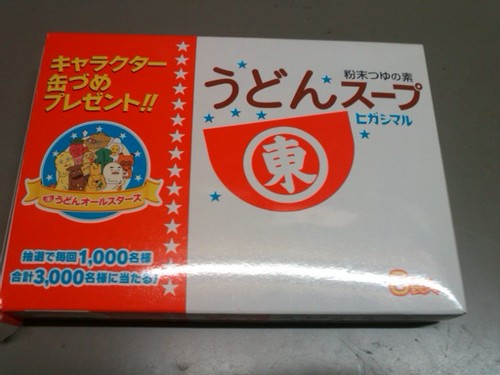 キャラクター
缶づめ
プレゼント!!
東 うどんオールスターズ
抽選で毎回1,000名様
合計3,000名様に当たる!
粉末つゆの素
うどんスープ
ヒガシマル
東